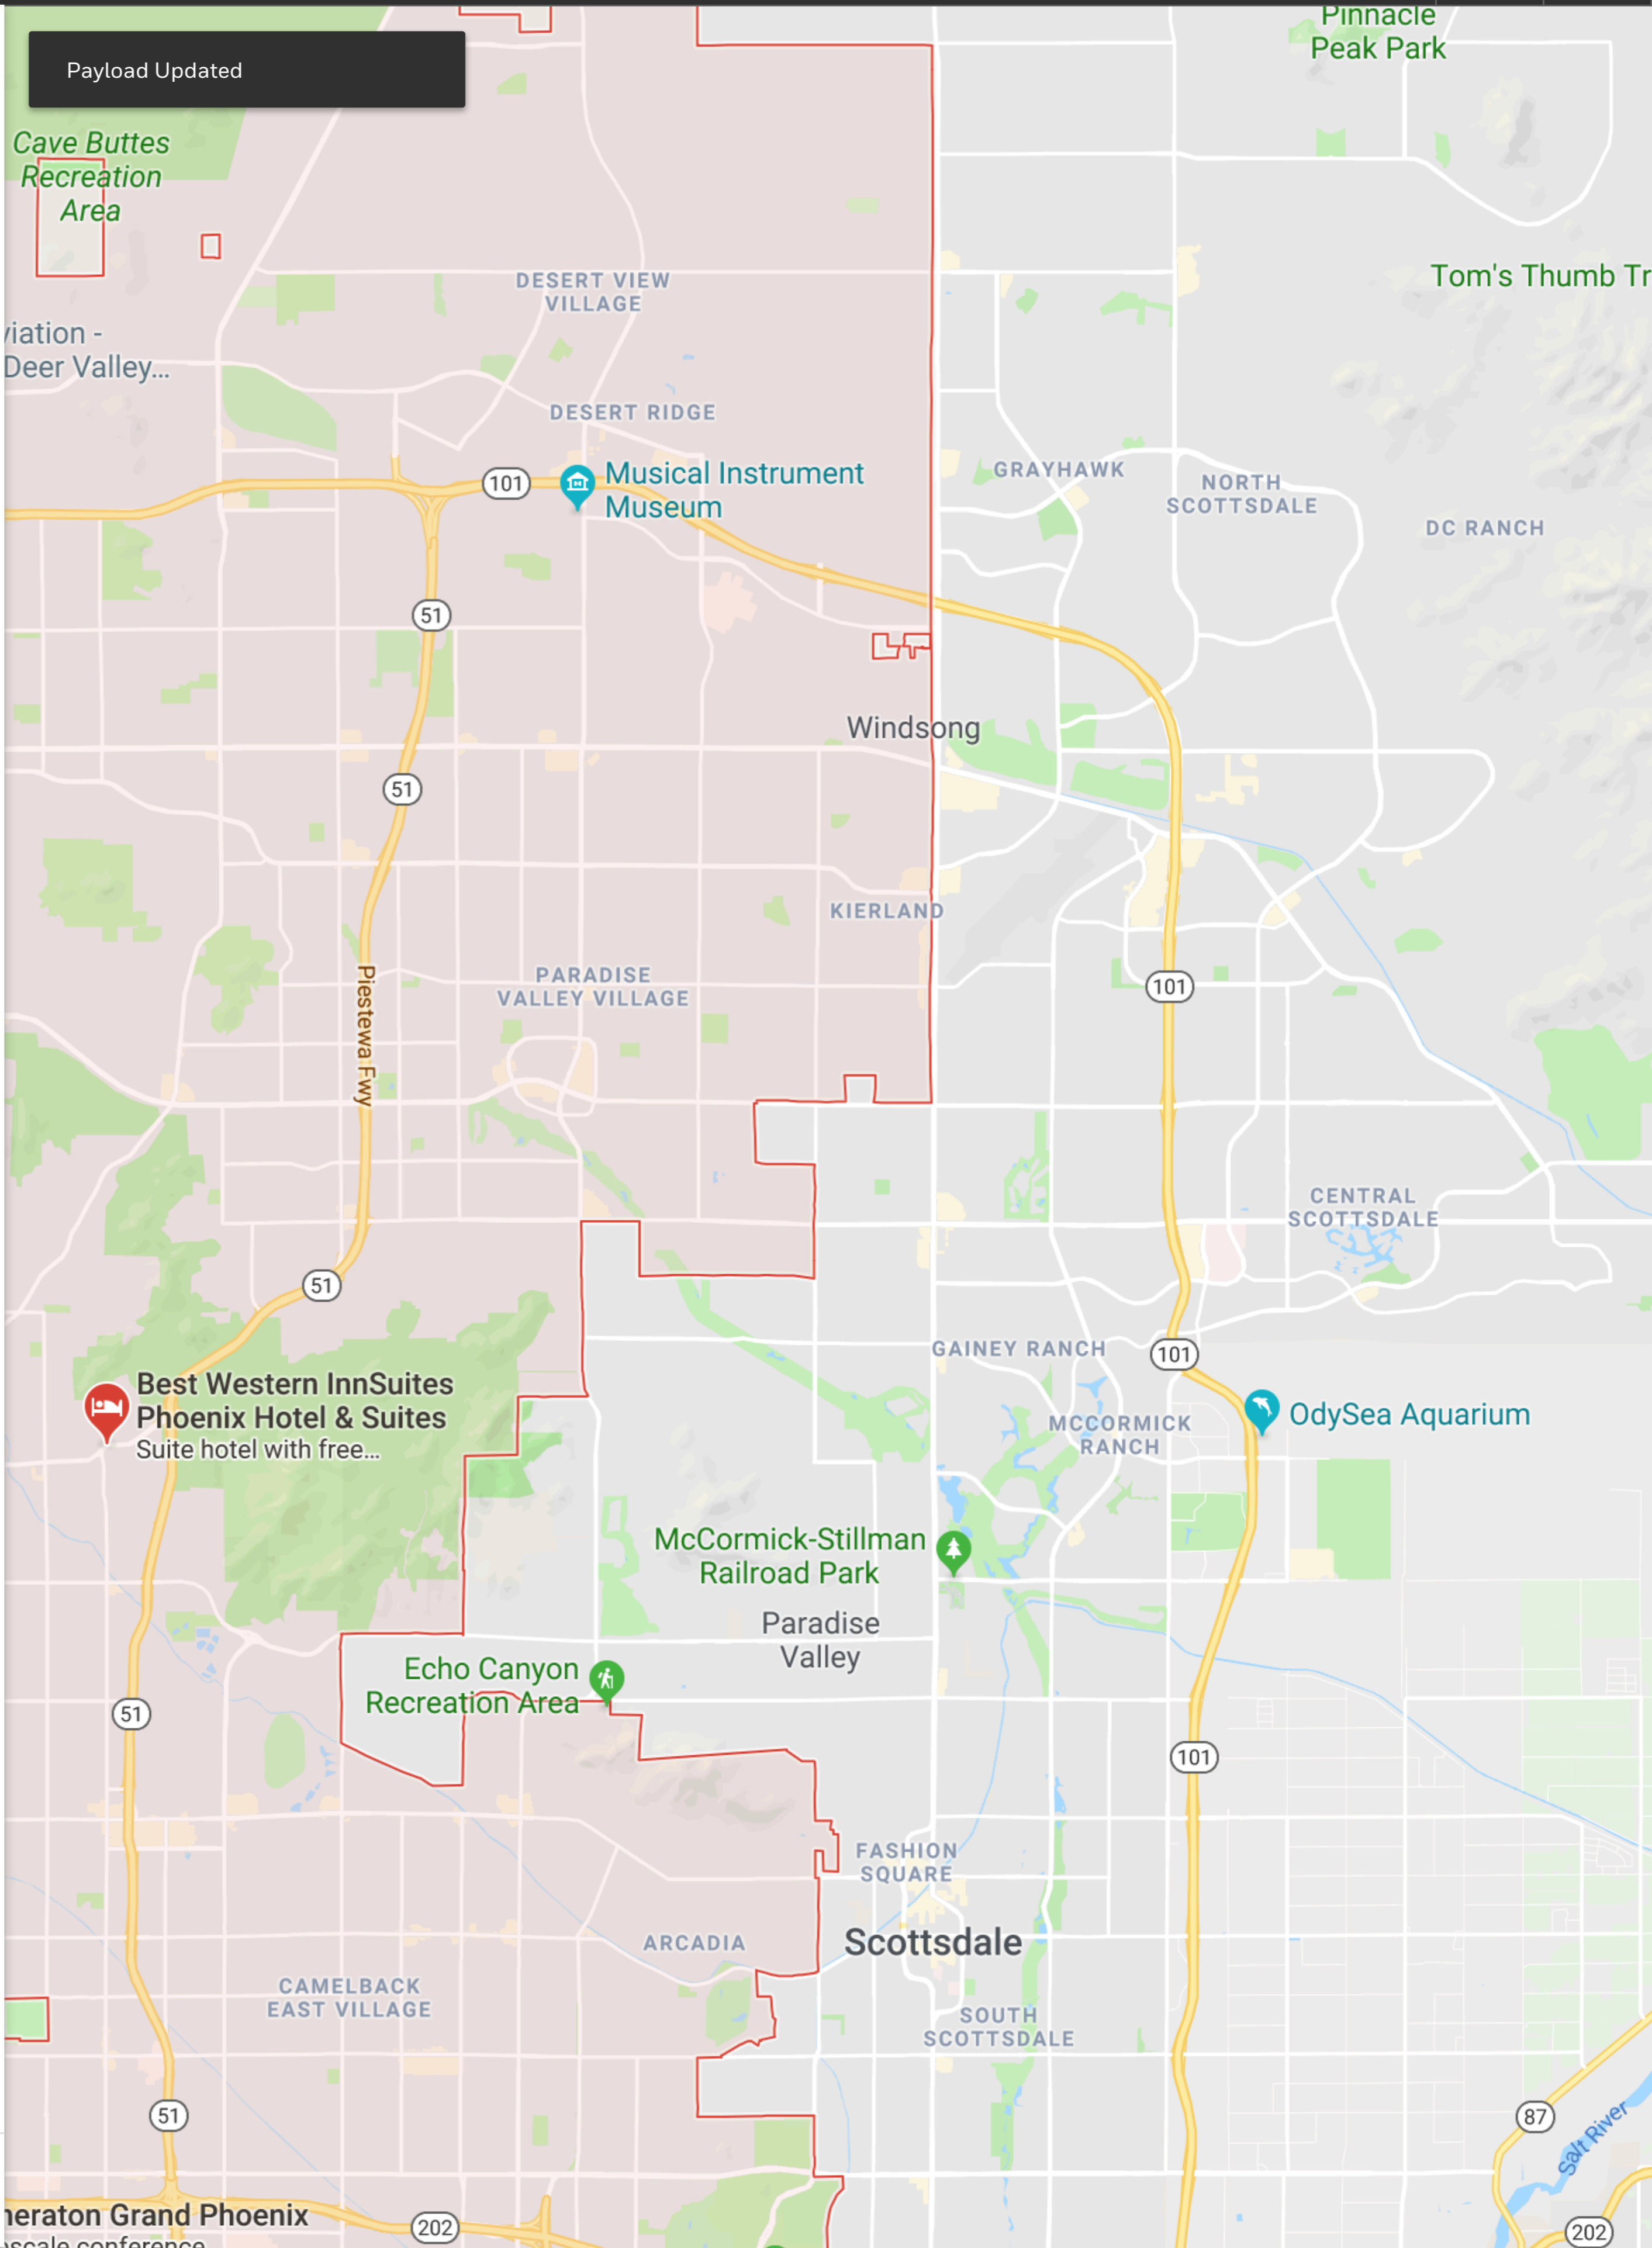 Pinnacle
Peak Park
Payload Updated
Cave Buttes
Recreation
Area
Tom's Thumb Tr
DESERT VIEW
VILLAGE
viation -
Deer Valley...
DESERT RIDGE
Musical Instrument
Museum
101
GRAYHAWK
NORTH
SCOTTSDALE
DC RANCH
51
Windsong
51
KIERLAND
PARADISE
VALLEY VILLAGE
101
Piestewa Fwy
CENTRAL
SCOTTSDALE
51
GAINEY RANCH
101
Best Western InnSuites
Phoenix Hotel & Suites
Suite hotel with free...
MCCORMICK
RANCH
OdySea Aquarium
McCormick-Stillman
Railroad Park
Paradise
Valley
Echo Canyon
Recreation Area
51
101
FASHION
SQUARE
ARCADIA
Scottsdale
CAMELBACK
EAST VILLAGE
SOUTH
SCOTTSDALE
51
87
Salt River
heraton Grand Phoenix
scale conference
202
202